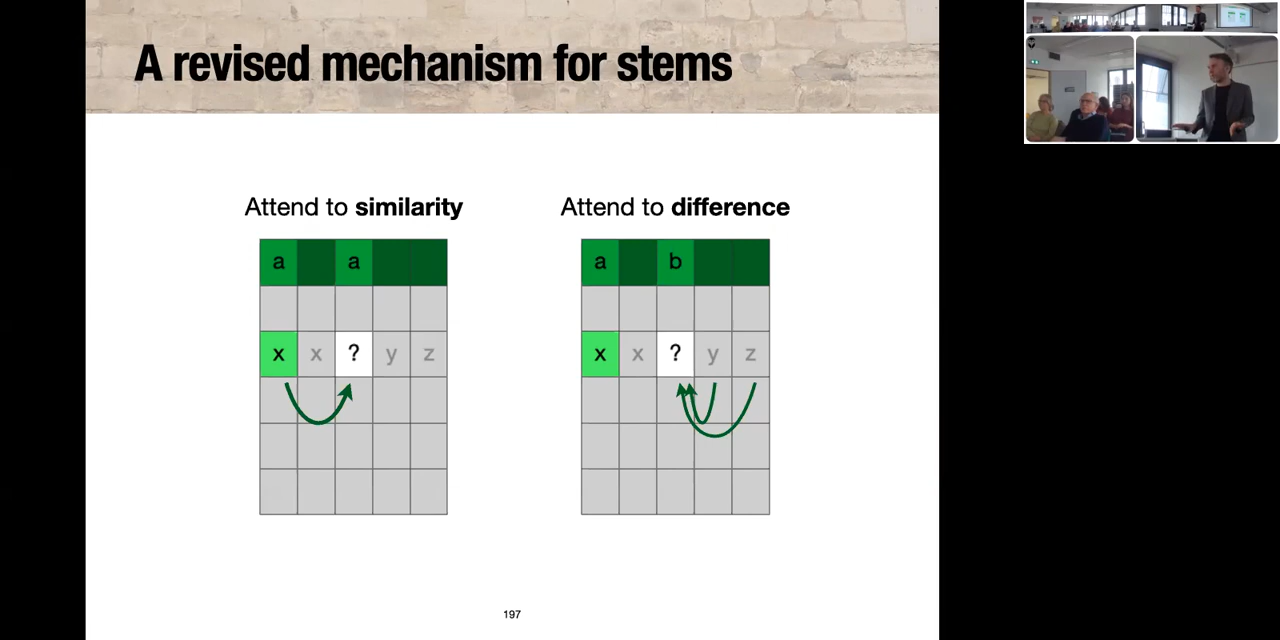 A revised mechanism for stems
Attend to similarity
Attend to difference
a a
x x ? y z
a b
x x ? y z
197